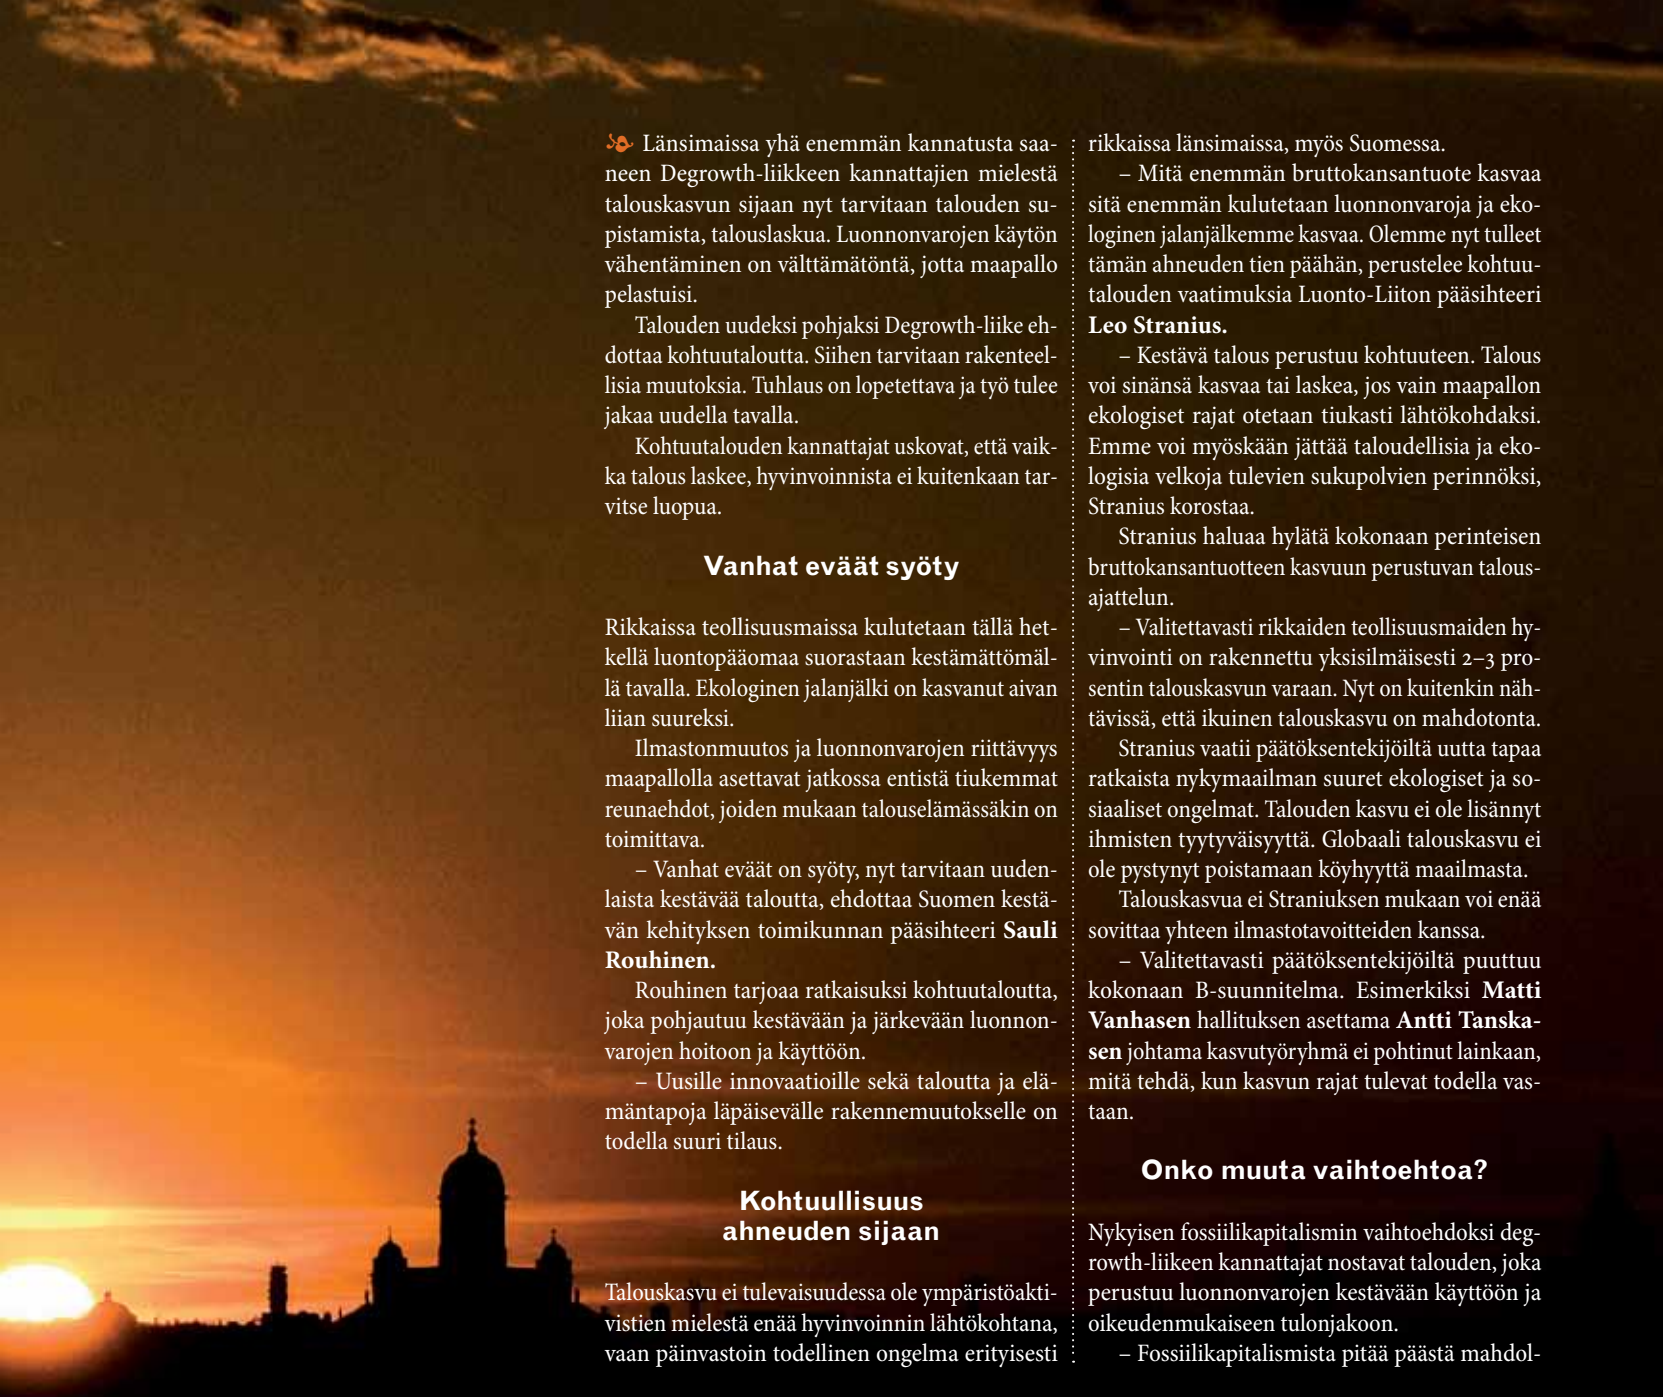 Länsimaissa yhä enemmän kannatusta saa-
neen Degrowth-liikkeen kannattajien mielestä
talouskasvun sijaan nyt tarvitaan talouden su-
pistamista, talouslaskua. Luonnonvarojen käytön
vähentäminen on välttämätöntä, jotta maapallo
pelastuisi.
Talouden uudeksi pohjaksi Degrowth-liike eh-
dottaa kohtuutaloutta. Siihen tarvitaan rakenteel-
lisia muutoksia. Tuhlaus on lopetettava ja työ tulee
jakaa uudella tavalla.
Kohtuutalouden kannattajat uskovat, että vaik-
ka talous laskee, hyvinvoinnista ei kuitenkaan tar-
vitse luopua.
Vanhat eväät syöty
Rikkaissa teollisuusmaissa kulutetaan tällä het-
kellä luontopääomaa suorastaan kestämättömäl-
lä tavalla. Ekologinen jalanjälki on kasvanut aivan
liian suureksi.
Ilmastonmuutos ja luonnonvarojen riittävyys
maapallolla asettavat jatkossa entistä tiukemmat
reunaehdot, joiden mukaan talouselämässäkin on
toimittava.
– Vanhat eväät on syöty, nyt tarvitaan uuden-
laista kestävää taloutta, ehdottaa Suomen kestä-
vän kehityksen toimikunnan pääsihteeri Sauli
Rouhinen.
Rouhinen tarjoaa ratkaisuksi kohtuutaloutta,
joka pohjautuu kestävään ja järkevään luonnon-
varojen hoitoon ja käyttöön.
– Uusille innovaatioille sekä taloutta ja elä-
mäntapoja läpäisevälle rakennemuutokselle on
todella suuri tilaus.
Kohtuullisuus
ahneuden sijaan
Talouskasvu ei tulevaisuudessa ole ympäristöakti-
vistien mielestä enää hyvinvoinnin lähtökohtana,
vaan päinvastoin todellinen ongelma erityisesti
rikkaissa länsimaissa, myös Suomessa.
– Mitä enemmän bruttokansantuote kasvaa
sitä enemmän kulutetaan luonnonvaroja ja eko-
loginen jalanjälkemme kasvaa. Olemme nyt tulleet
tämän ahneuden tien päähän, perustelee kohtuu-
talouden vaatimuksia Luonto-Liiton pääsihteeri
Leo Stranius.
– Kestävä talous perustuu kohtuuteen. Talous
voi sinänsä kasvaa tai laskea, jos vain maapallon
ekologiset rajat otetaan tiukasti lähtökohdaksi.
Emme voi myöskään jättää taloudellisia ja eko-
logisia velkoja tulevien sukupolvien perinnöksi,
Stranius korostaa.
Stranius haluaa hylätä kokonaan perinteisen
bruttokansantuotteen kasvuun perustuvan talous-
ajattelun.
– Valitettavasti rikkaiden teollisuusmaiden hy-
vinvointi on rakennettu yksisilmäisesti 2–3 pro-
sentin talouskasvun varaan. Nyt on kuitenkin näh-
tävissä, että ikuinen talouskasvu on mahdotonta.
Stranius vaatii päätöksentekijöiltä uutta tapaa
ratkaista nykymaailman suuret ekologiset ja so-
siaaliset ongelmat. Talouden kasvu ei ole lisännyt
ihmisten tyytyväisyyttä. Globaali talouskasvu ei
ole pystynyt poistamaan köyhyyttä maailmasta.
Talouskasvua ei Straniuksen mukaan voi enää
sovittaa yhteen ilmastotavoitteiden kanssa.
– Valitettavasti päätöksentekijöiltä puuttuu
kokonaan B-suunnitelma. Esimerkiksi Matti
Vanhasen hallituksen asettama Antti Tanska-
sen johtama kasvutyöryhmä ei pohtinut lainkaan,
mitä tehdä, kun kasvun rajat tulevat todella vas-
taan.
Onko muuta vaihtoehtoa?
Nykyisen fossiilikapitalismin vaihtoehdoksi deg-
rowth-liikeen kannattajat nostavat talouden, joka
perustuu luonnonvarojen kestävään käyttöön ja
oikeudenmukaiseen tulonjakoon.
– Fossiilikapitalismista pitää päästä mahdol-